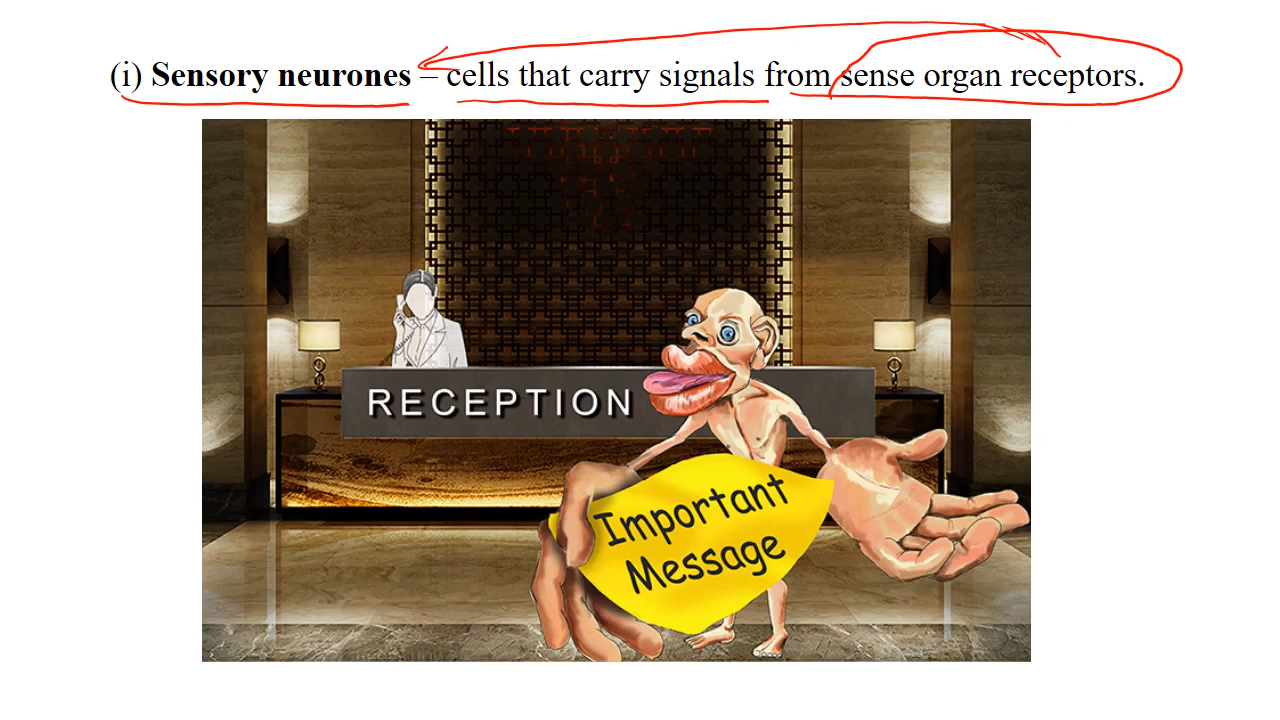 (i) Sensory neurones – cells that carry signals from sense organ receptors.
RECEPTION
Important
Message